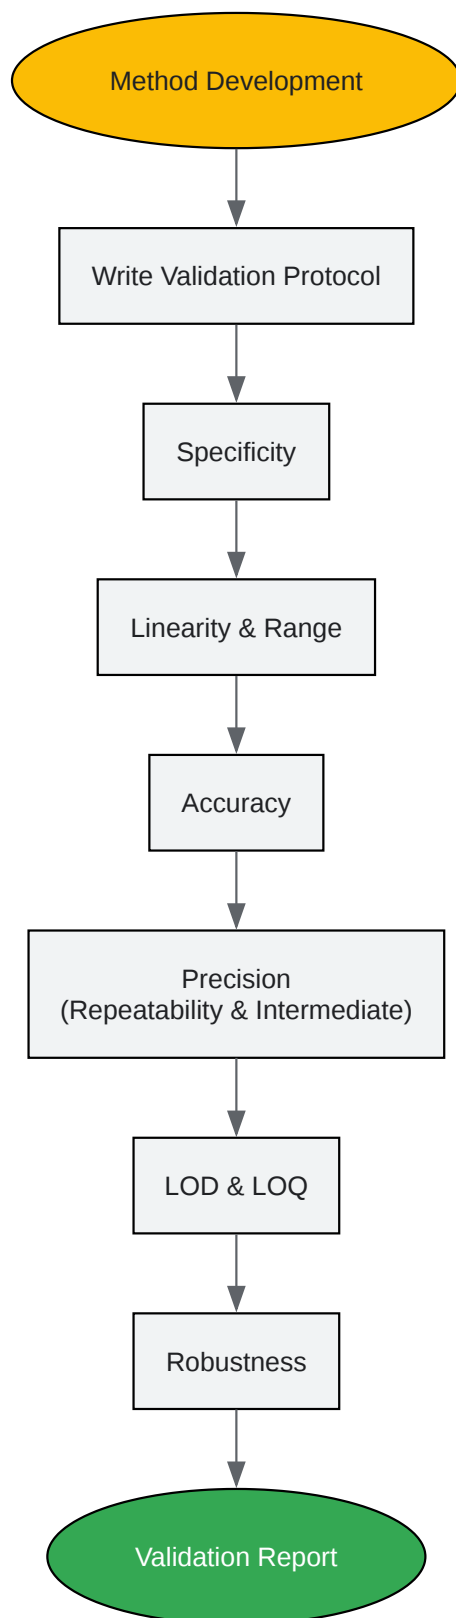 Method Development
Write Validation Protocol
Specificity
Linearity & Range
Accuracy
Precision
(Repeatability & Intermediate)
LOD & LOQ
Robustness
Validation Report